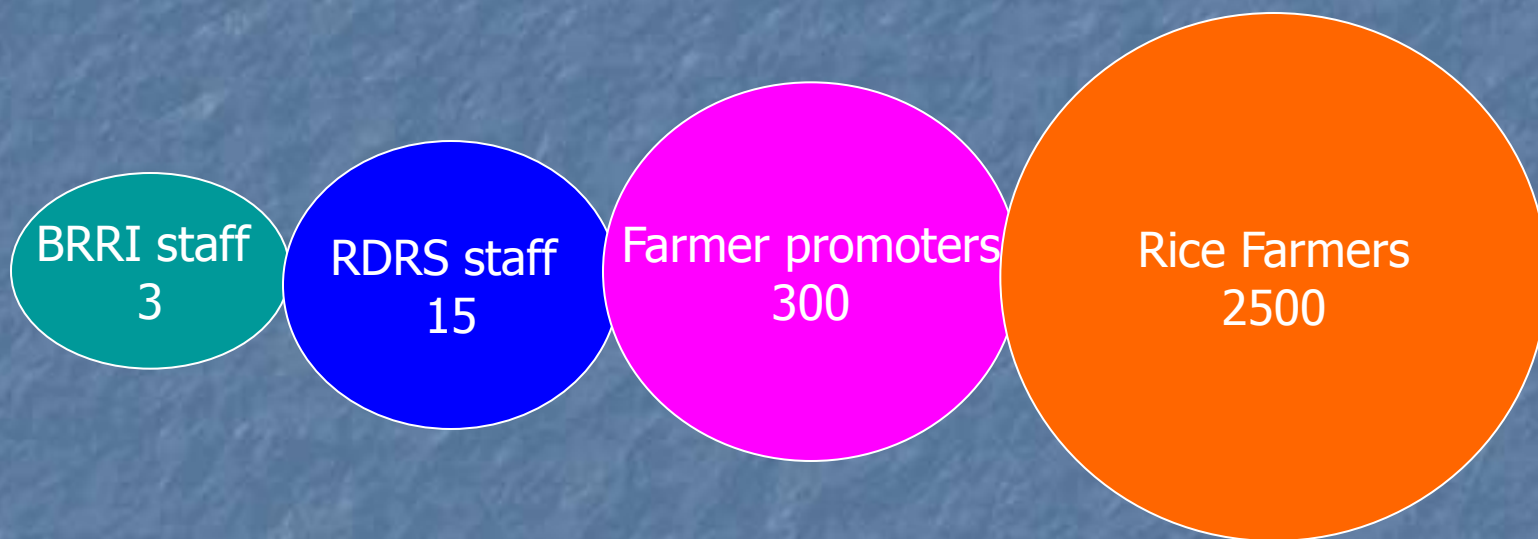 BRRI staff
3
RDRS staff
15
Farmer promoters
300
Rice Farmers
2500